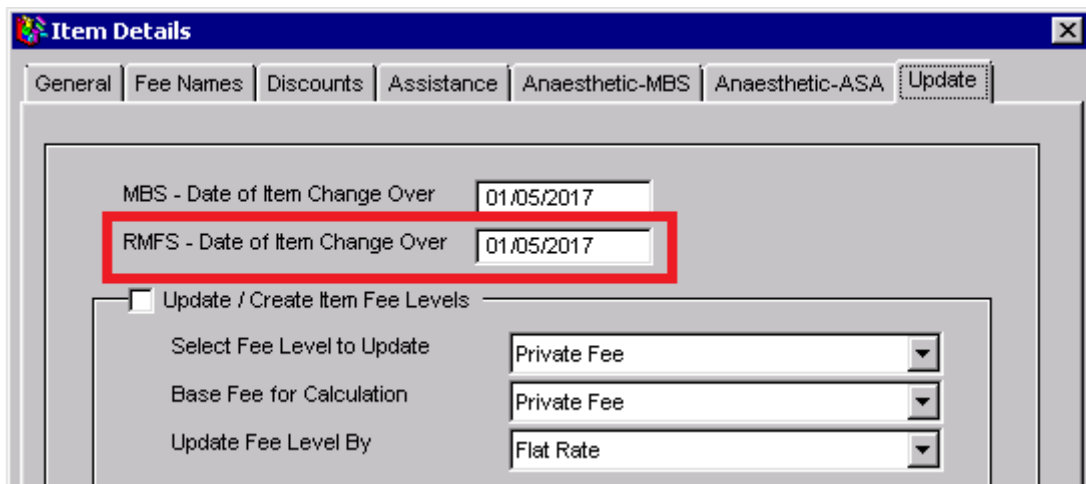 Item Details
General Fee Names Discounts Assistance Anaesthetic-MBS Anaesthetic-ASA Update
MBS - Date of Item Change Over 01/05/2017
RMFS - Date of Item Change Over 01/05/2017
Update / Create Item Fee Levels
Select Fee Level to Update Private Fee
Base Fee for Calculation Private Fee
Update Fee Level By Flat Rate